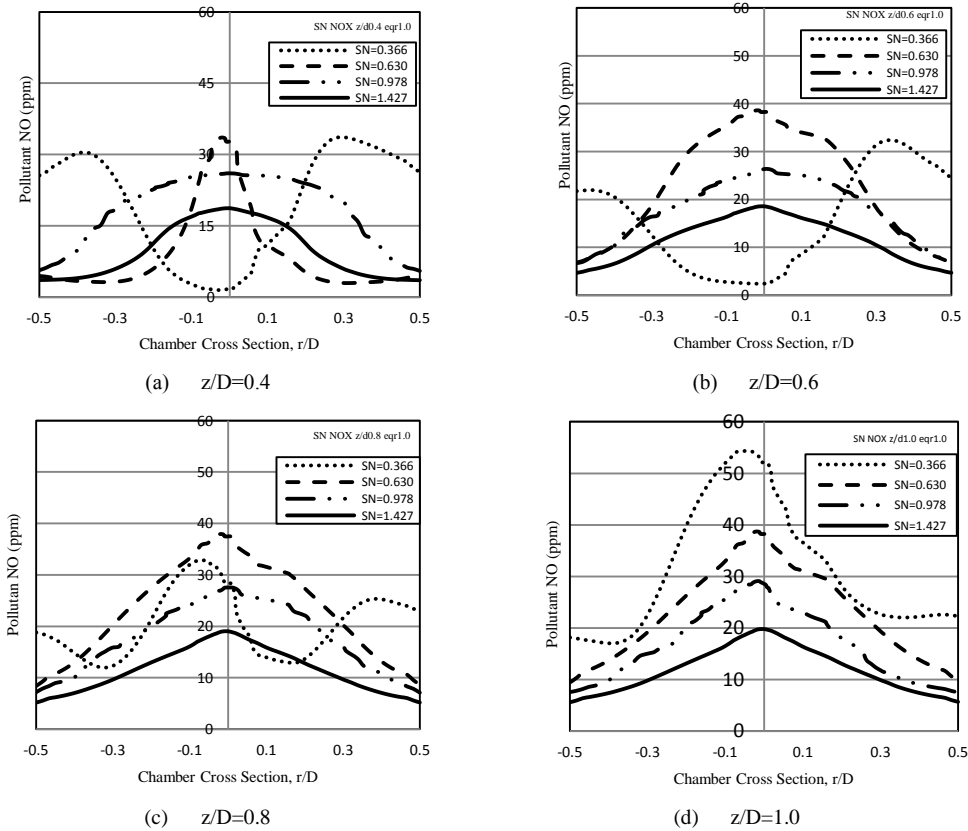 SN NOX z/d0.4 eqr1.0
SN=0.366
SN=0.630
SN=0.978
SN=1.427
Pollutant NO (ppm)
60
45
30
15
0
-0.5
-0.3
-0.1
0.1
0.3
0.5
Chamber Cross Section, r/D
(a) z/D=0.4
SN NOX z/d0.6 eqr1.0
SN=0.366
SN=0.630
SN=0.978
SN=1.427
Pollutant NO (ppm)
60
50
40
30
20
10
0
-0.5
-0.3
-0.1
0.1
0.3
0.5
Chamber Cross Section, r/D
(b) z/D=0.6
SN NOX z/d0.8 eqr1.0
SN=0.366
SN=0.630
SN=0.978
SN=1.427
Pollutan NO (ppm)
60
50
40
30
20
10
0
-0.5
-0.3
-0.1
0.1
0.3
0.5
Chamber Cross Section, r/D
(c) z/D=0.8
SN NOX z/d1.0 eqr1.0
SN=0.366
SN=0.630
SN=0.978
SN=1.427
Pollutant NO (ppm)
60
50
40
30
20
10
0
-0.5
-0.3
-0.1
0.1
0.3
0.5
Chamber Cross Section, r/D
(d) z/D=1.0